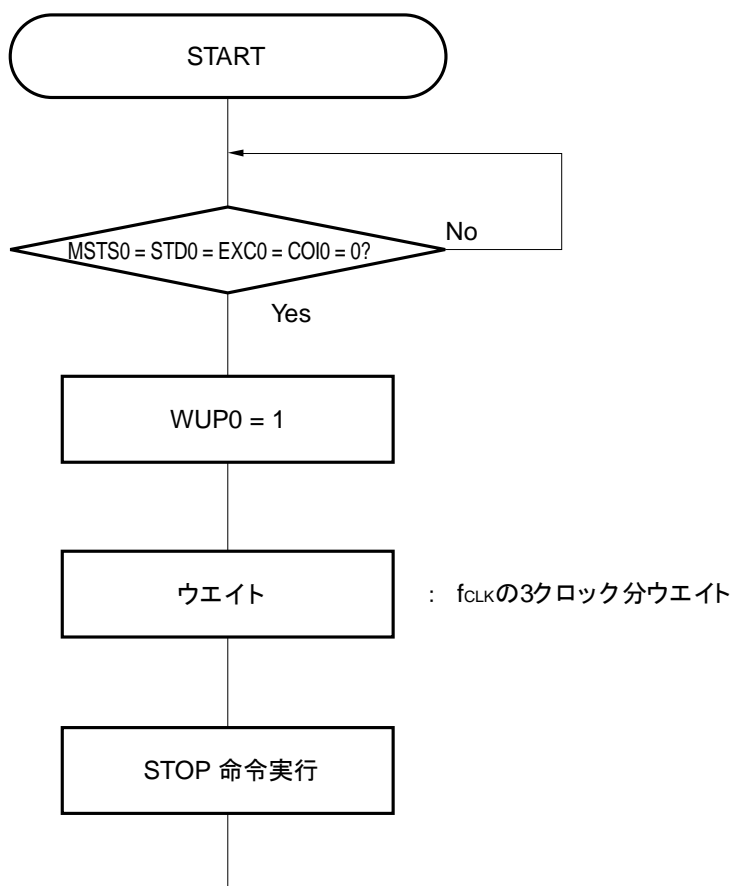 START
MSTS0 = STD0 = EXC0 = COI0 = 0?
No
Yes
WUP0 = 1
ウエイト : fCLKの3クロック分ウエイト
STOP 命令実行